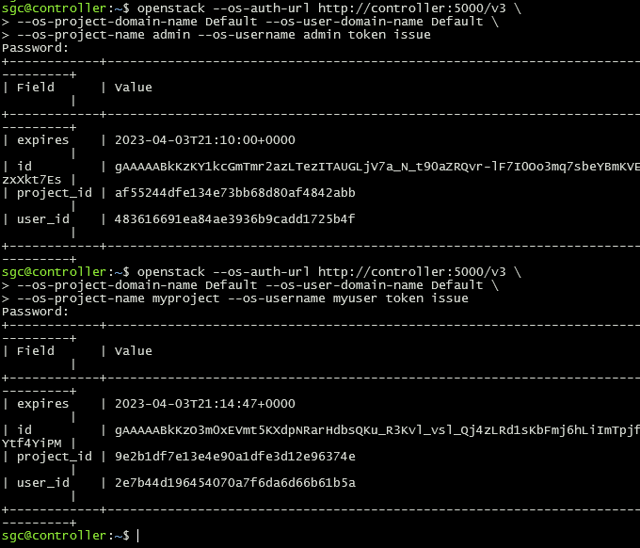 sgc@controller:~$ openstack --os-auth-url http://controller:5000/v3 \
> --os-project-domain-name Default --os-user-domain-name Default \
> --os-project-name admin --os-username admin token issue
Password:
+------------+-------------------------------------------------------------------------------
---------+
| Field      | Value
         |
+------------+-------------------------------------------------------------------------------
---------+
| expires    | 2023-04-03T21:10:00+0000
         |
| id         | gAAAAABkKzKY1kcGmTmr2azLTezITAUGLjV7a_N_t9OaZRQvr-lF7IOOo3mq7sbeYBmKVE
zxXkt7Es |
| project_id | af55244dfe134e73bb68d80af4842abb
         |
| user_id    | 483616691ea84ae3936b9cadd1725b4f
         |
+------------+-------------------------------------------------------------------------------
---------+
sgc@controller:~$ openstack --os-auth-url http://controller:5000/v3 \
> --os-project-domain-name Default --os-user-domain-name Default \
> --os-project-name myproject --os-username myuser token issue
Password:
+------------+-------------------------------------------------------------------------------
---------+
| Field      | Value
         |
+------------+-------------------------------------------------------------------------------
---------+
| expires    | 2023-04-03T21:14:47+0000
         |
| id         | gAAAAABkKzO3mOxEVmt5KXdpNRarHdbsQKu_R3Kvl_vsl_Qj4zLRd1sKbFmj6hLiImTpjf
Ytf4YiPM |
| project_id | 9e2b1df7e13e4e90a1dfe3d12e96374e
         |
| user_id    | 2e7b44d196454070a7f6da6d66b61b5a
         |
+------------+-------------------------------------------------------------------------------
---------+
sgc@controller:~$